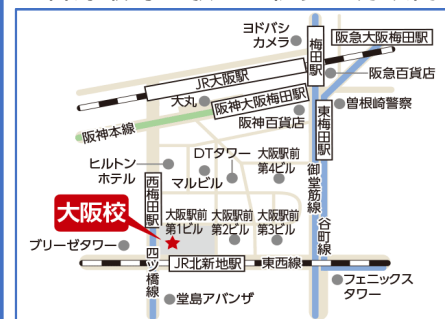 ヨドバシ
カメラ
梅田駅
阪急大阪梅田駅
JR大阪駅
阪急百貨店
大丸
阪神大阪梅田駅
阪神百貨店
東梅田駅
曽根崎警察
阪神本線
ヒルトン
ホテル
DTタワー
マルビル
大阪駅前
第4ビル
西梅田駅
御堂筋線
谷町線
大阪校
大阪駅前
第1ビル
大阪駅前
第2ビル
大阪駅前
第3ビル
ブリーゼタワー
四ツ橋線
JR北新地駅
東西線
堂島アバンザ
フェニックス
タワー